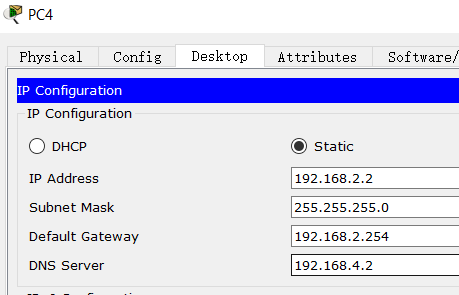 PC4
Physical Config Desktop Attributes Software/
IP Configuration
IP Configuration
DHCP Static
IP Address 192.168.2.2
Subnet Mask 255.255.255.0
Default Gateway 192.168.2.254
DNS Server 192.168.4.2